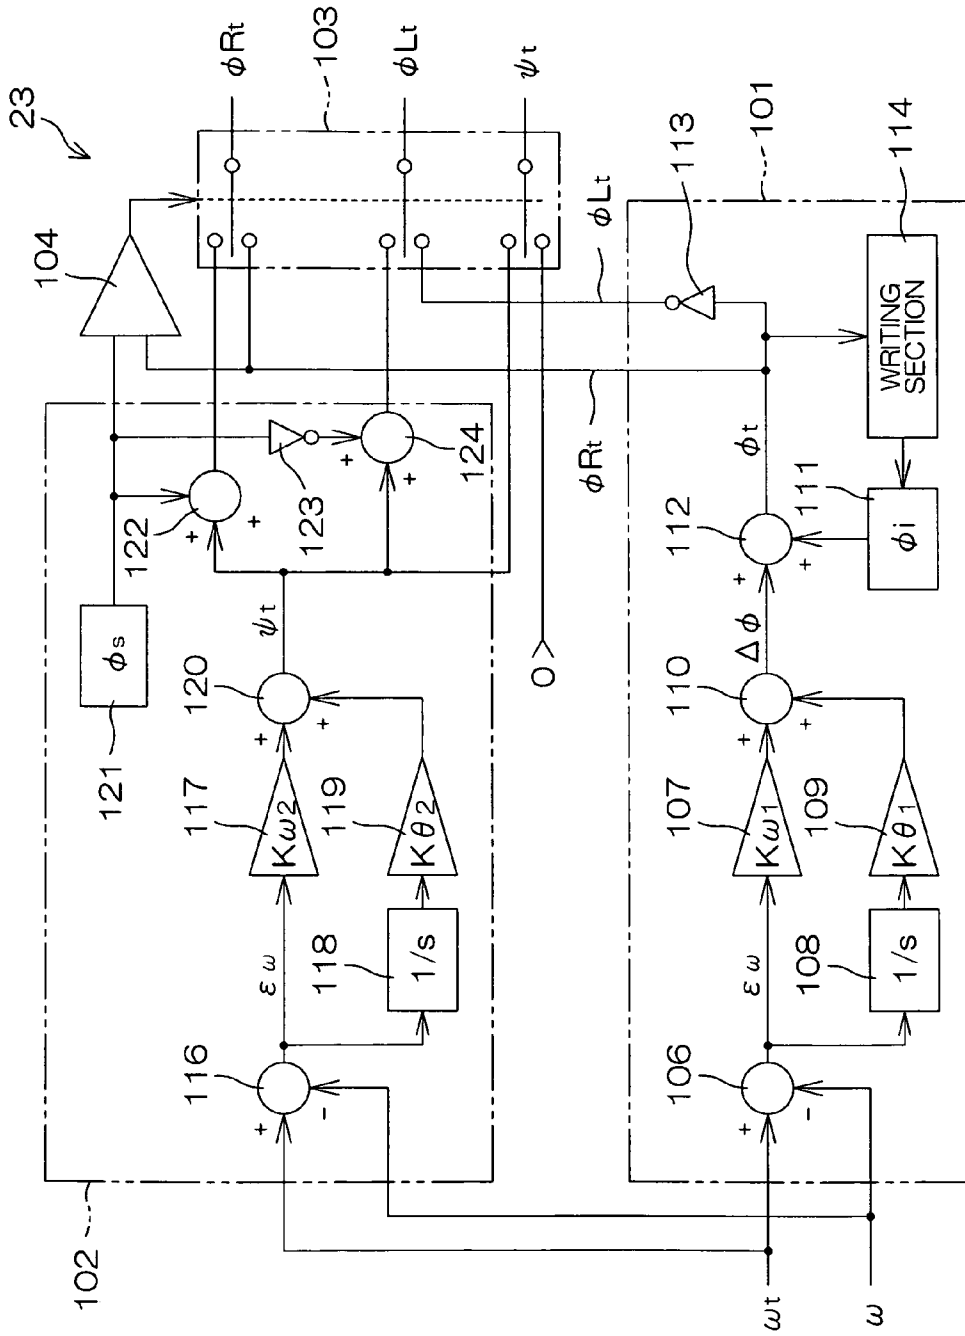 23
104
φRt
103
φLt
ψt
102
121
φs
122
+
+
123
+
+
124
ψt
120
+
+
117
Kω2
119
Kθ2
εω
118
1/s
116
+
-
0
φRt
φLt
113
101
114
WRITING
SECTION
φt
111
φi
112
+
+
Δφ
110
+
+
107
Kω1
109
Kθ1
εω
108
1/s
106
+
-
ωt
ω